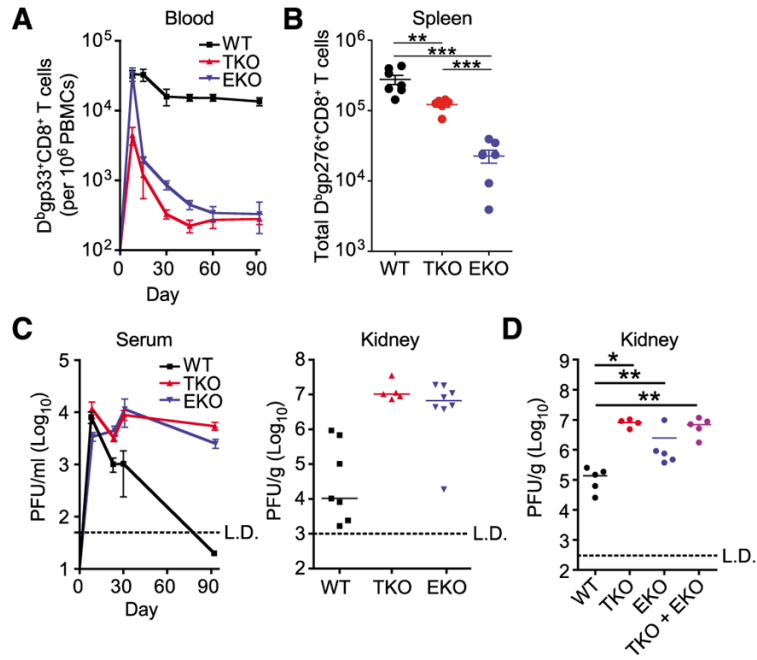 A
Blood
WT
TKO
EKO
Dᵇgp33⁺CD8⁺ T cells
(per 10⁶ PBMCs)
10⁵
10⁴
10³
10²
0 30 60 90
Day
B
Spleen
**
***
***
Total Dᵇgp276⁺CD8⁺ T cells
10⁶
10⁵
10⁴
10³
WT TKO EKO
C
Serum
WT
TKO
EKO
PFU/ml (Log₁₀)
5
4
3
2
1
L.D.
0 30 60 90
Day
Kidney
PFU/g (Log₁₀)
8
7
6
5
4
3
2
L.D.
WT TKO EKO
D
Kidney
*
**
**
PFU/g (Log₁₀)
9
8
7
6
5
4
3
2
L.D.
WT
TKO
EKO
TKO + EKO